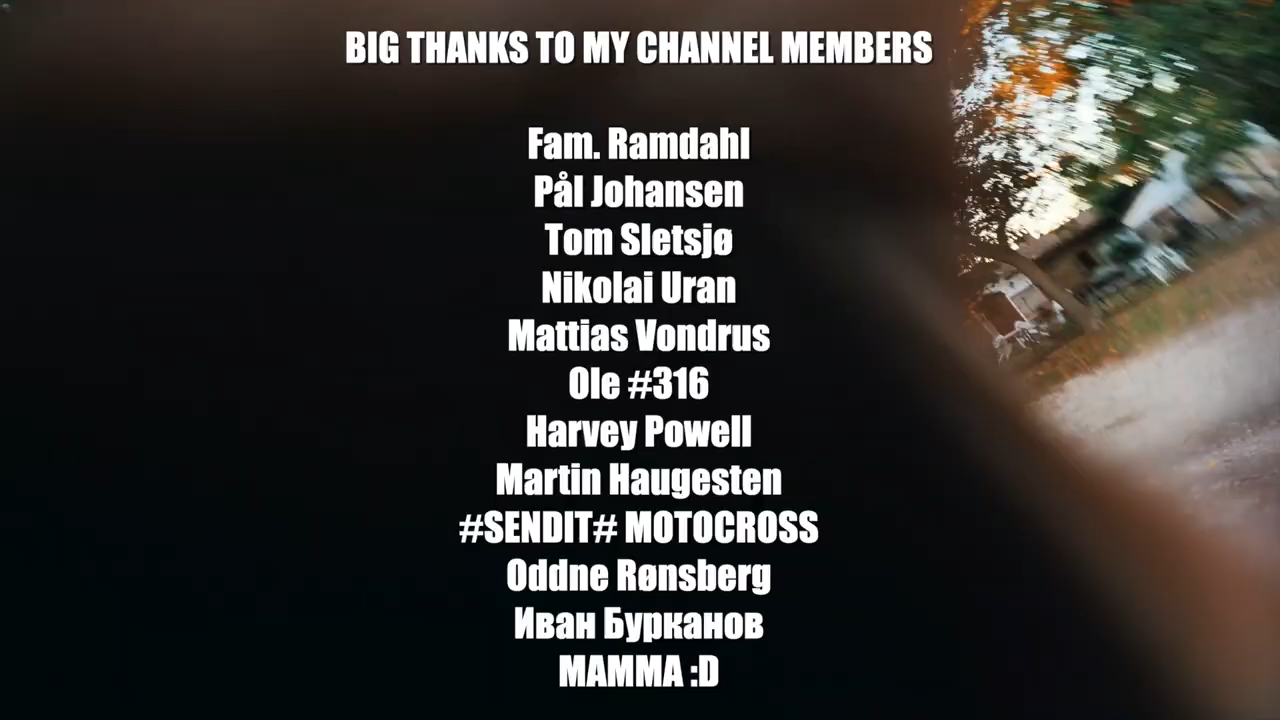 BIG THANKS TO MY CHANNEL MEMBERS
Fam. Ramdahl
Pål Johansen
Tom Sletsjø
Nikolai Uran
Mattias Vondrus
Ole #316
Harvey Powell
Martin Haugesten
#SENDIT# MOTOCROSS
Oddne Rønsberg
Иван Бурканов
MAMMA :D